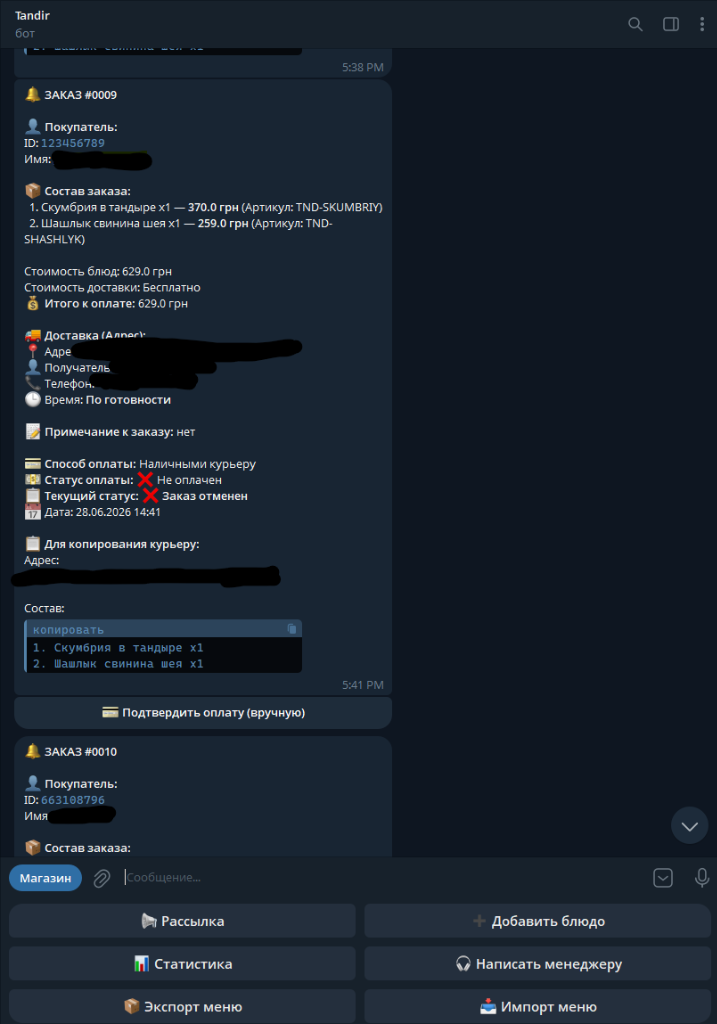 Tandir
бот
5:38 PM
🔔 ЗАКАЗ #0009
👤 Покупатель:
ID: 123456789
Имя:
📦 Состав заказа:
1. Скумбрия в тандыре x1 — 370.0 грн (Артикул: TND-SKUMBRIY)
2. Шашлык свинина шея x1 — 259.0 грн (Артикул: TND-
SHASHLYK)
Стоимость блюд: 629.0 грн
Стоимость доставки: Бесплатно
💰 Итого к оплате: 629.0 грн
🚚 Доставка (Адрес):
📍 Адре
👤 Получатель
📞 Телефон:
🕒 Время: По готовности
📝 Примечание к заказу: нет
💳 Способ оплаты: Наличными курьеру
💵 Статус оплаты: ❌ Не оплачен
📋 Текущий статус: ❌ Заказ отменен
📅 Дата: 28.06.2026 14:41
📋 Для копирования курьеру:
Адрес:
Состав:
копировать
1. Скумбрия в тандыре x1
2. Шашлык свинина шея x1
5:41 PM
💳 Подтвердить оплату (вручную)
🔔 ЗАКАЗ #0010
👤 Покупатель:
ID: 663108796
Имя
📦 Состав заказа:
Магазин
Сообщение...
📢 Рассылка
➕ Добавить блюдо
📊 Статистика
🎧 Написать менеджеру
📦 Экспорт меню
📥 Импорт меню